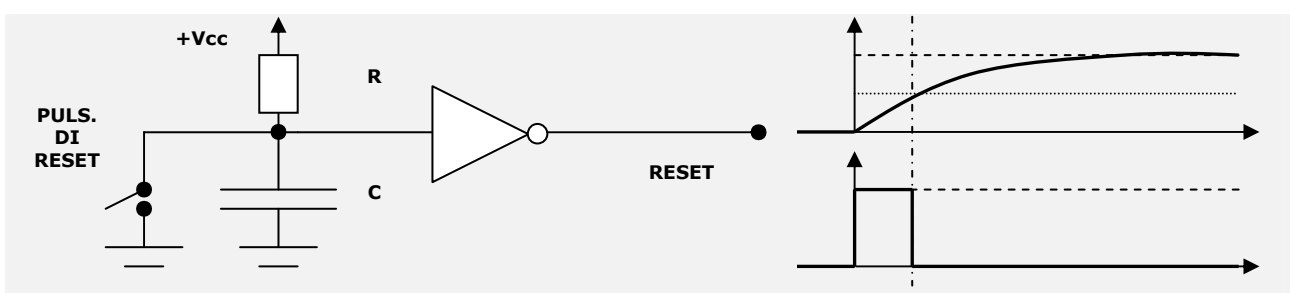 +Vcc
R
PULS.
DI
RESET
RESET
C